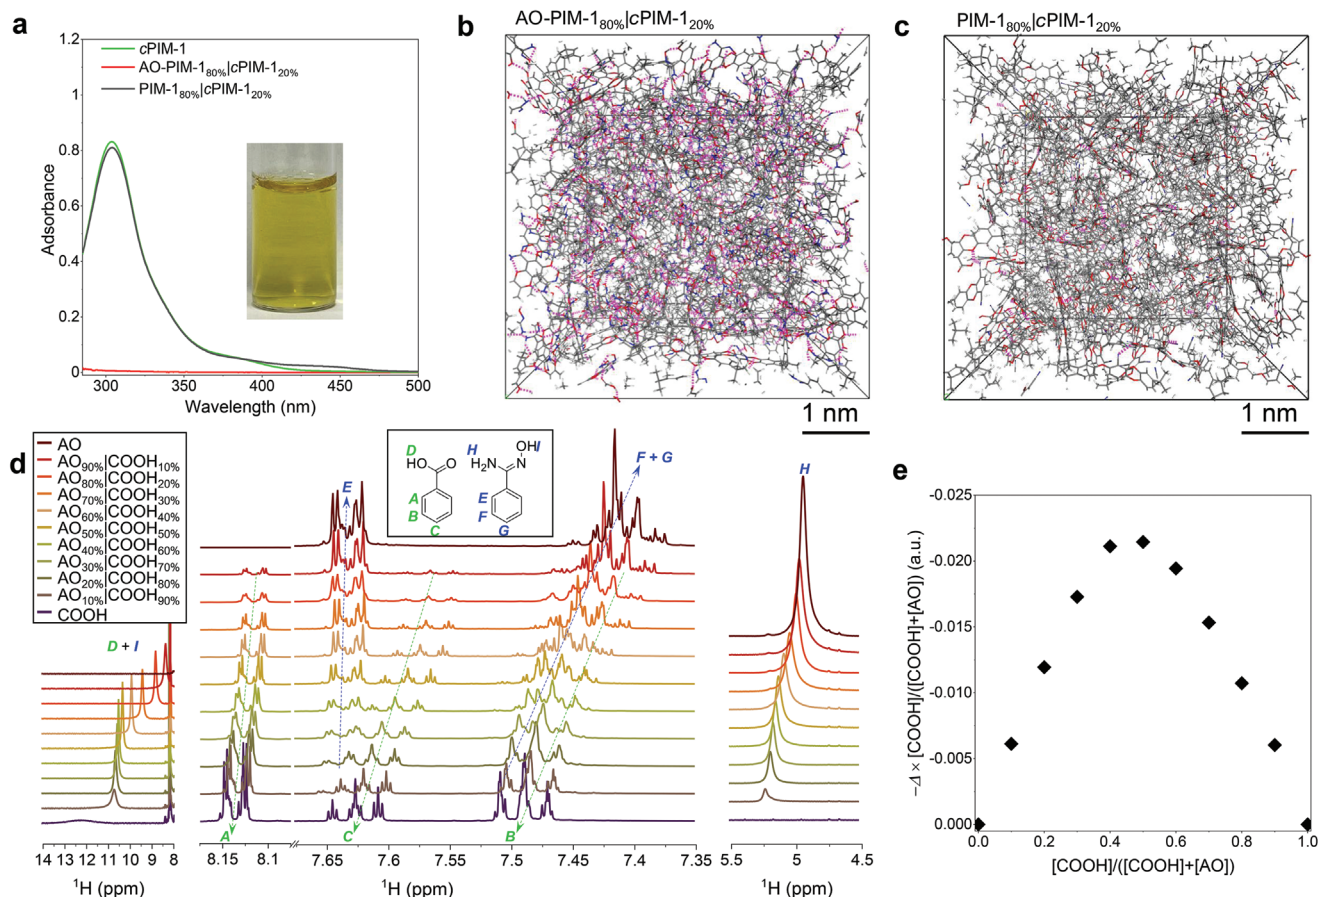 a
1.2
1
0.8
0.6
0.4
0.2
0
Adsorbance
cPIM-1
AO-PIM-180%|cPIM-120%
PIM-180%|cPIM-120%
300
350
400
450
500
Wavelength (nm)
b
AO-PIM-180%|cPIM-120%
1 nm
c
PIM-180%|cPIM-120%
1 nm
d
AO
AO90%|COOH10%
AO80%|COOH20%
AO70%|COOH30%
AO60%|COOH40%
AO50%|COOH50%
AO40%|COOH60%
AO30%|COOH70%
AO20%|COOH80%
AO10%|COOH90%
COOH
D + I
E
D
HO
O
A
B
C
H
OH
I
H2N
N
E
F
G
F + G
H
A
C
B
14 13 12 11 10 9 8
8.15 8.1
7.65 7.6 7.55 7.5 7.45 7.4 7.35
5.5 5 4.5
1H (ppm)
1H (ppm)
1H (ppm)
1H (ppm)
e
-0.025
-0.020
-0.015
-0.010
-0.005
0.000
−Δ × [COOH]/([COOH]+[AO]) (a.u.)
0.0 0.2 0.4 0.6 0.8 1.0
[COOH]/([COOH]+[AO])